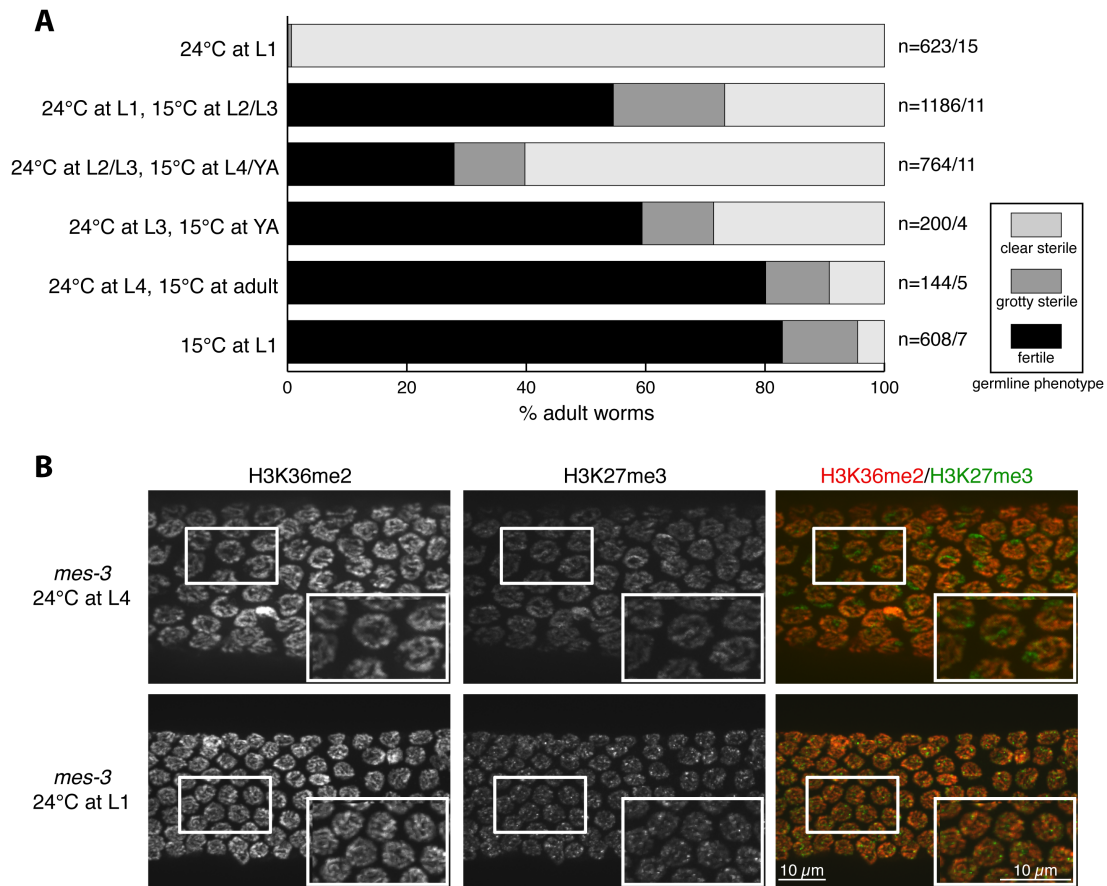 A
24°C at L1
n=623/15
24°C at L1, 15°C at L2/L3
n=1186/11
24°C at L2/L3, 15°C at L4/YA
n=764/11
24°C at L3, 15°C at YA
n=200/4
24°C at L4, 15°C at adult
n=144/5
15°C at L1
n=608/7
clear sterile
grotty sterile
fertile
germline phenotype
0 20 40 60 80 100
% adult worms
B
H3K36me2 H3K27me3 H3K36me2/H3K27me3
mes-3
24°C at L4
mes-3
24°C at L1
10 µm 10 µm